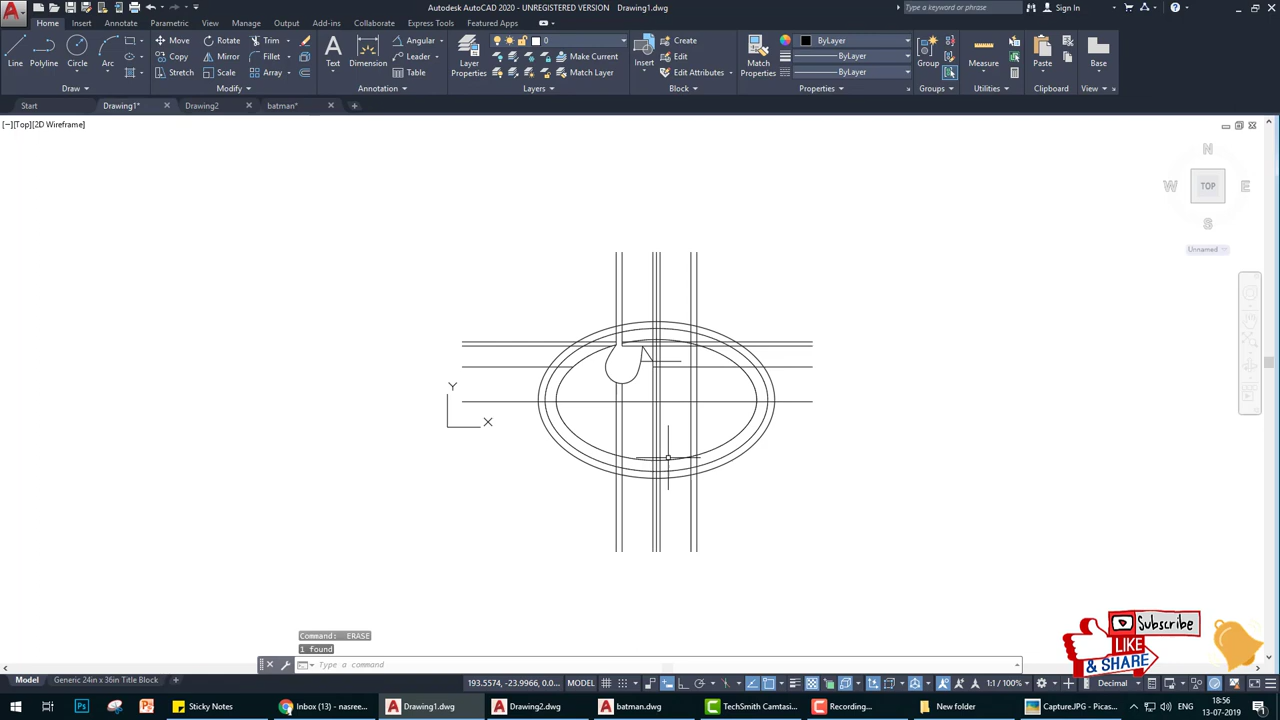 Autodesk AutoCAD 2020 - UNREGISTERED VERSION Drawing1.dwg
Type a keyword or phrase
Sign In
Home Insert Annotate Parametric View Manage Output Add-ins Collaborate Express Tools Featured Apps
Line Polyline Circle Arc
Move Rotate Trim
Copy Mirror Fillet
Stretch Scale Array
Text Dimension
Angular
Leader
Table
Layer Properties
0
Make Current
Match Layer
Insert
Create
Edit
Edit Attributes
Match Properties
ByLayer
ByLayer
ByLayer
Group
Measure
Paste
Base
Draw Modify Annotation Layers Block Properties Groups Utilities Clipboard View
Start Drawing1* Drawing2 batman*
[−][Top][2D Wireframe]
N
W TOP E
S
Unnamed
Y
X
Command: ERASE
1 found
Type a command
Subscribe
LIKE
& SHARE
Model Generic 24in x 36in Title Block
193.5574, -23.9966, 0.0000
MODEL
1:1 / 100%
Decimal
Sticky Notes
Inbox (13) - nasree...
Drawing1.dwg
Drawing2.dwg
batman.dwg
TechSmith Camtasi...
Recording...
New folder
Capture.JPG - Picas...
18:56
13-07-2019